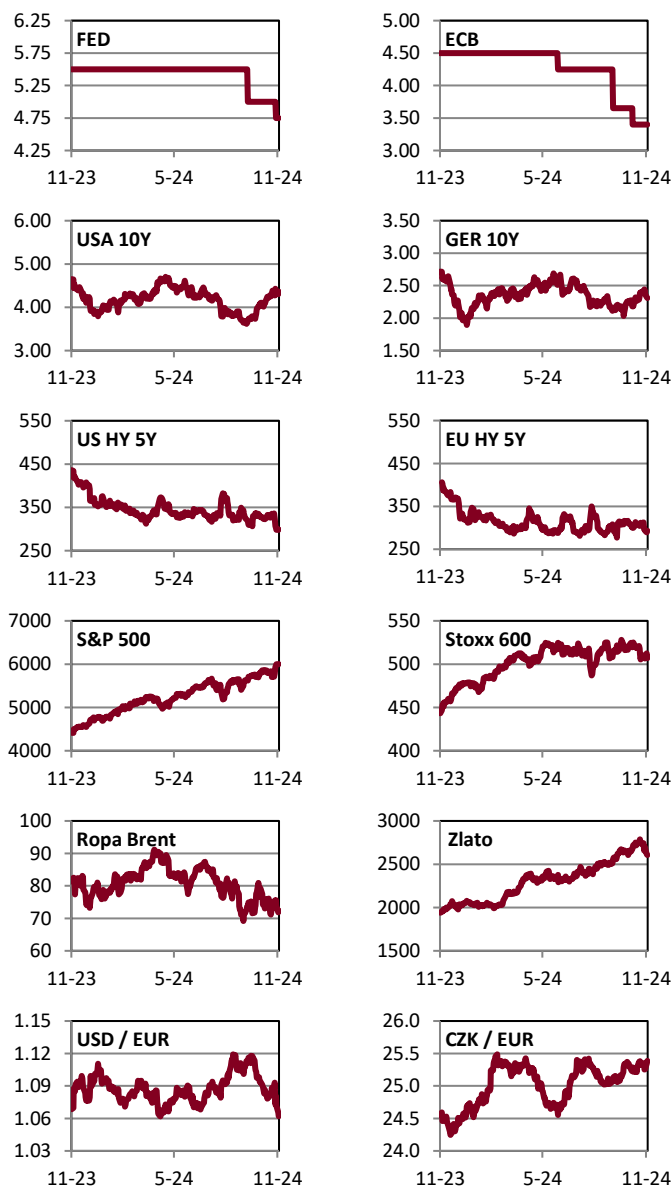 FED
6.25
5.75
5.25
4.75
4.25
11-23 5-24 11-24
ECB
5.00
4.50
4.00
3.50
3.00
11-23 5-24 11-24
USA 10Y
6.00
5.00
4.00
3.00
11-23 5-24 11-24
GER 10Y
3.50
3.00
2.50
2.00
1.50
11-23 5-24 11-24
US HY 5Y
550
450
350
250
11-23 5-24 11-24
EU HY 5Y
550
450
350
250
11-23 5-24 11-24
S&P 500
7000
6000
5000
4000
11-23 5-24 11-24
Stoxx 600
550
500
450
400
11-23 5-24 11-24
Ropa Brent
100
90
80
70
60
11-23 5-24 11-24
Zlato
3000
2500
2000
1500
11-23 5-24 11-24
USD / EUR
1.15
1.12
1.09
1.06
1.03
11-23 5-24 11-24
CZK / EUR
26.0
25.5
25.0
24.5
24.0
11-23 5-24 11-24